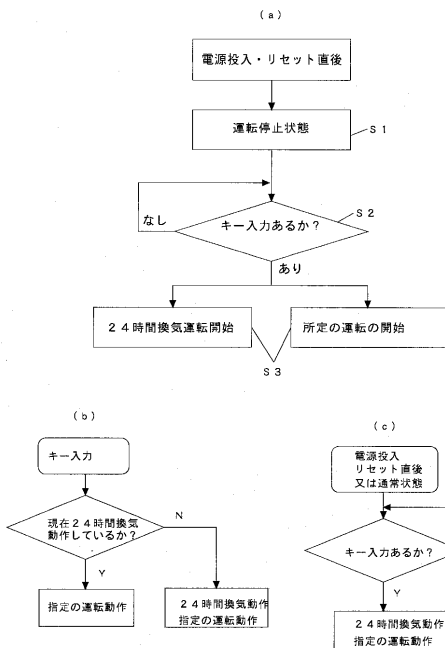 (a)
電源投入・リセット直後
運転停止状態
S1
S2
なし
キー入力あるか？
あり
24時間換気運転開始
所定の運転の開始
S3
(b)
キー入力
現在24時間換気
動作しているか？
N
Y
指定の運転動作
24時間換気動作
指定の運転動作
(c)
電源投入
リセット直後
又は通常状態
キー入力あるか？
Y
24時間換気動作
指定の運転動作